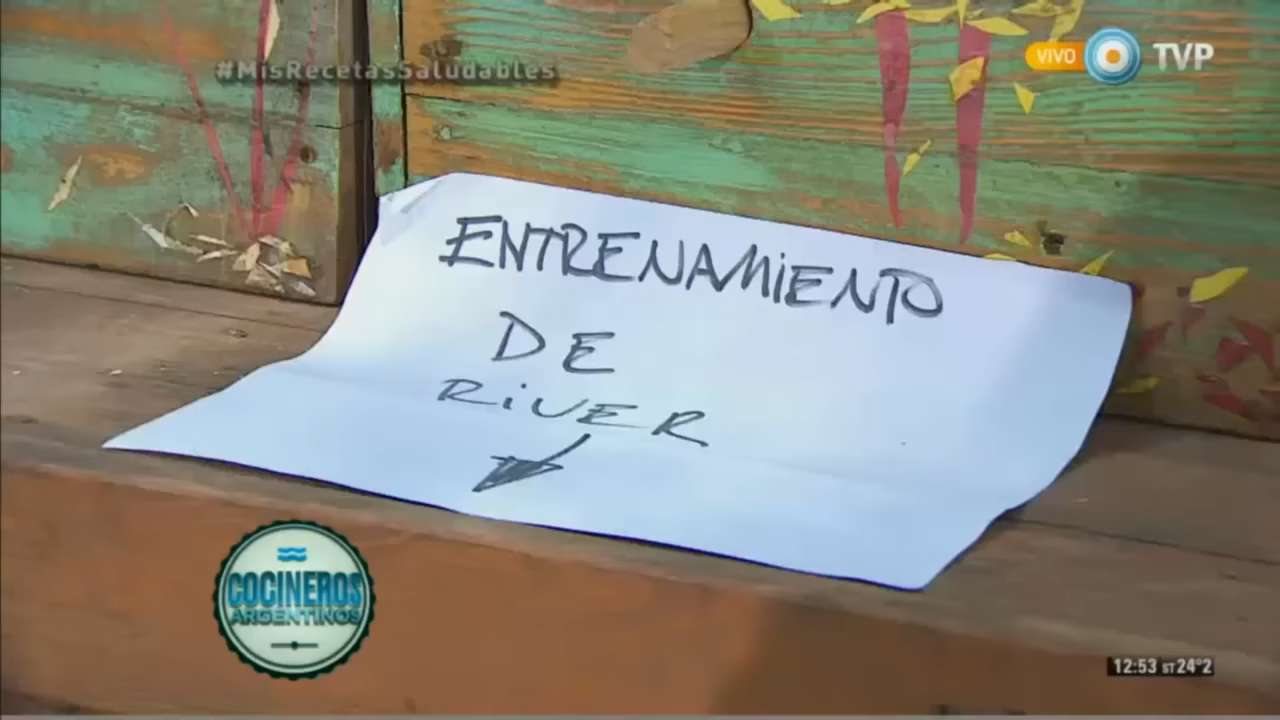 #MisRecetasSaludables
VIVO
TVP
ENTRENAMIENTO
DE
RiVER
COCINEROS
ARGENTINOS
12:53 ST 24°2